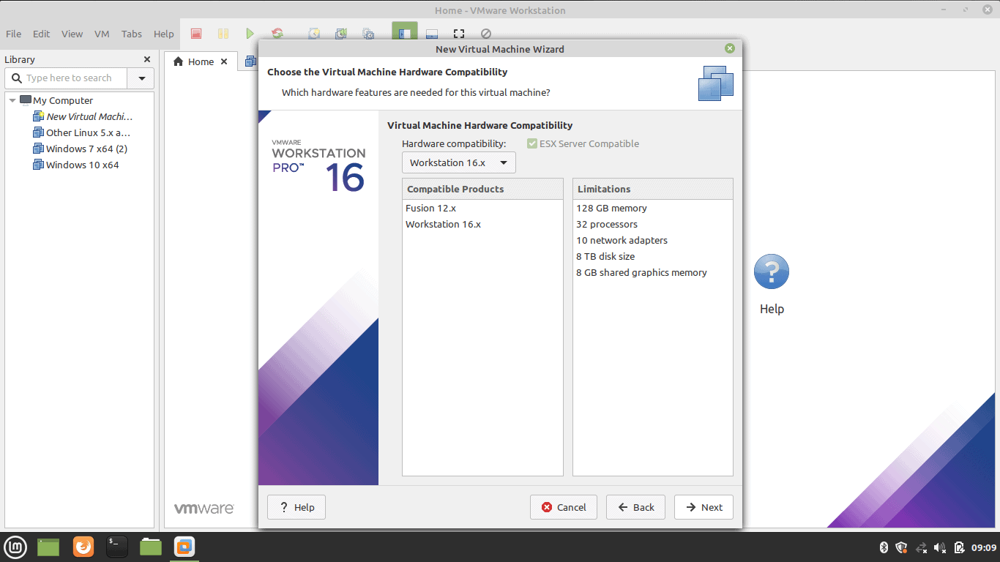 Home - VMware Workstation
File Edit View VM Tabs Help
Library
Home
Type here to search
My Computer
New Virtual Machi...
Other Linux 5.x a...
Windows 7 x64 (2)
Windows 10 x64
New Virtual Machine Wizard
Choose the Virtual Machine Hardware Compatibility
Which hardware features are needed for this virtual machine?
VMWARE
WORKSTATION
PRO™ 16
Virtual Machine Hardware Compatibility
Hardware compatibility:
ESX Server Compatible
Workstation 16.x
Compatible Products
Fusion 12.x
Workstation 16.x
Limitations
128 GB memory
32 processors
10 network adapters
8 TB disk size
8 GB shared graphics memory
? Help
Cancel
Back
Next
?
Help
vmware
09:09